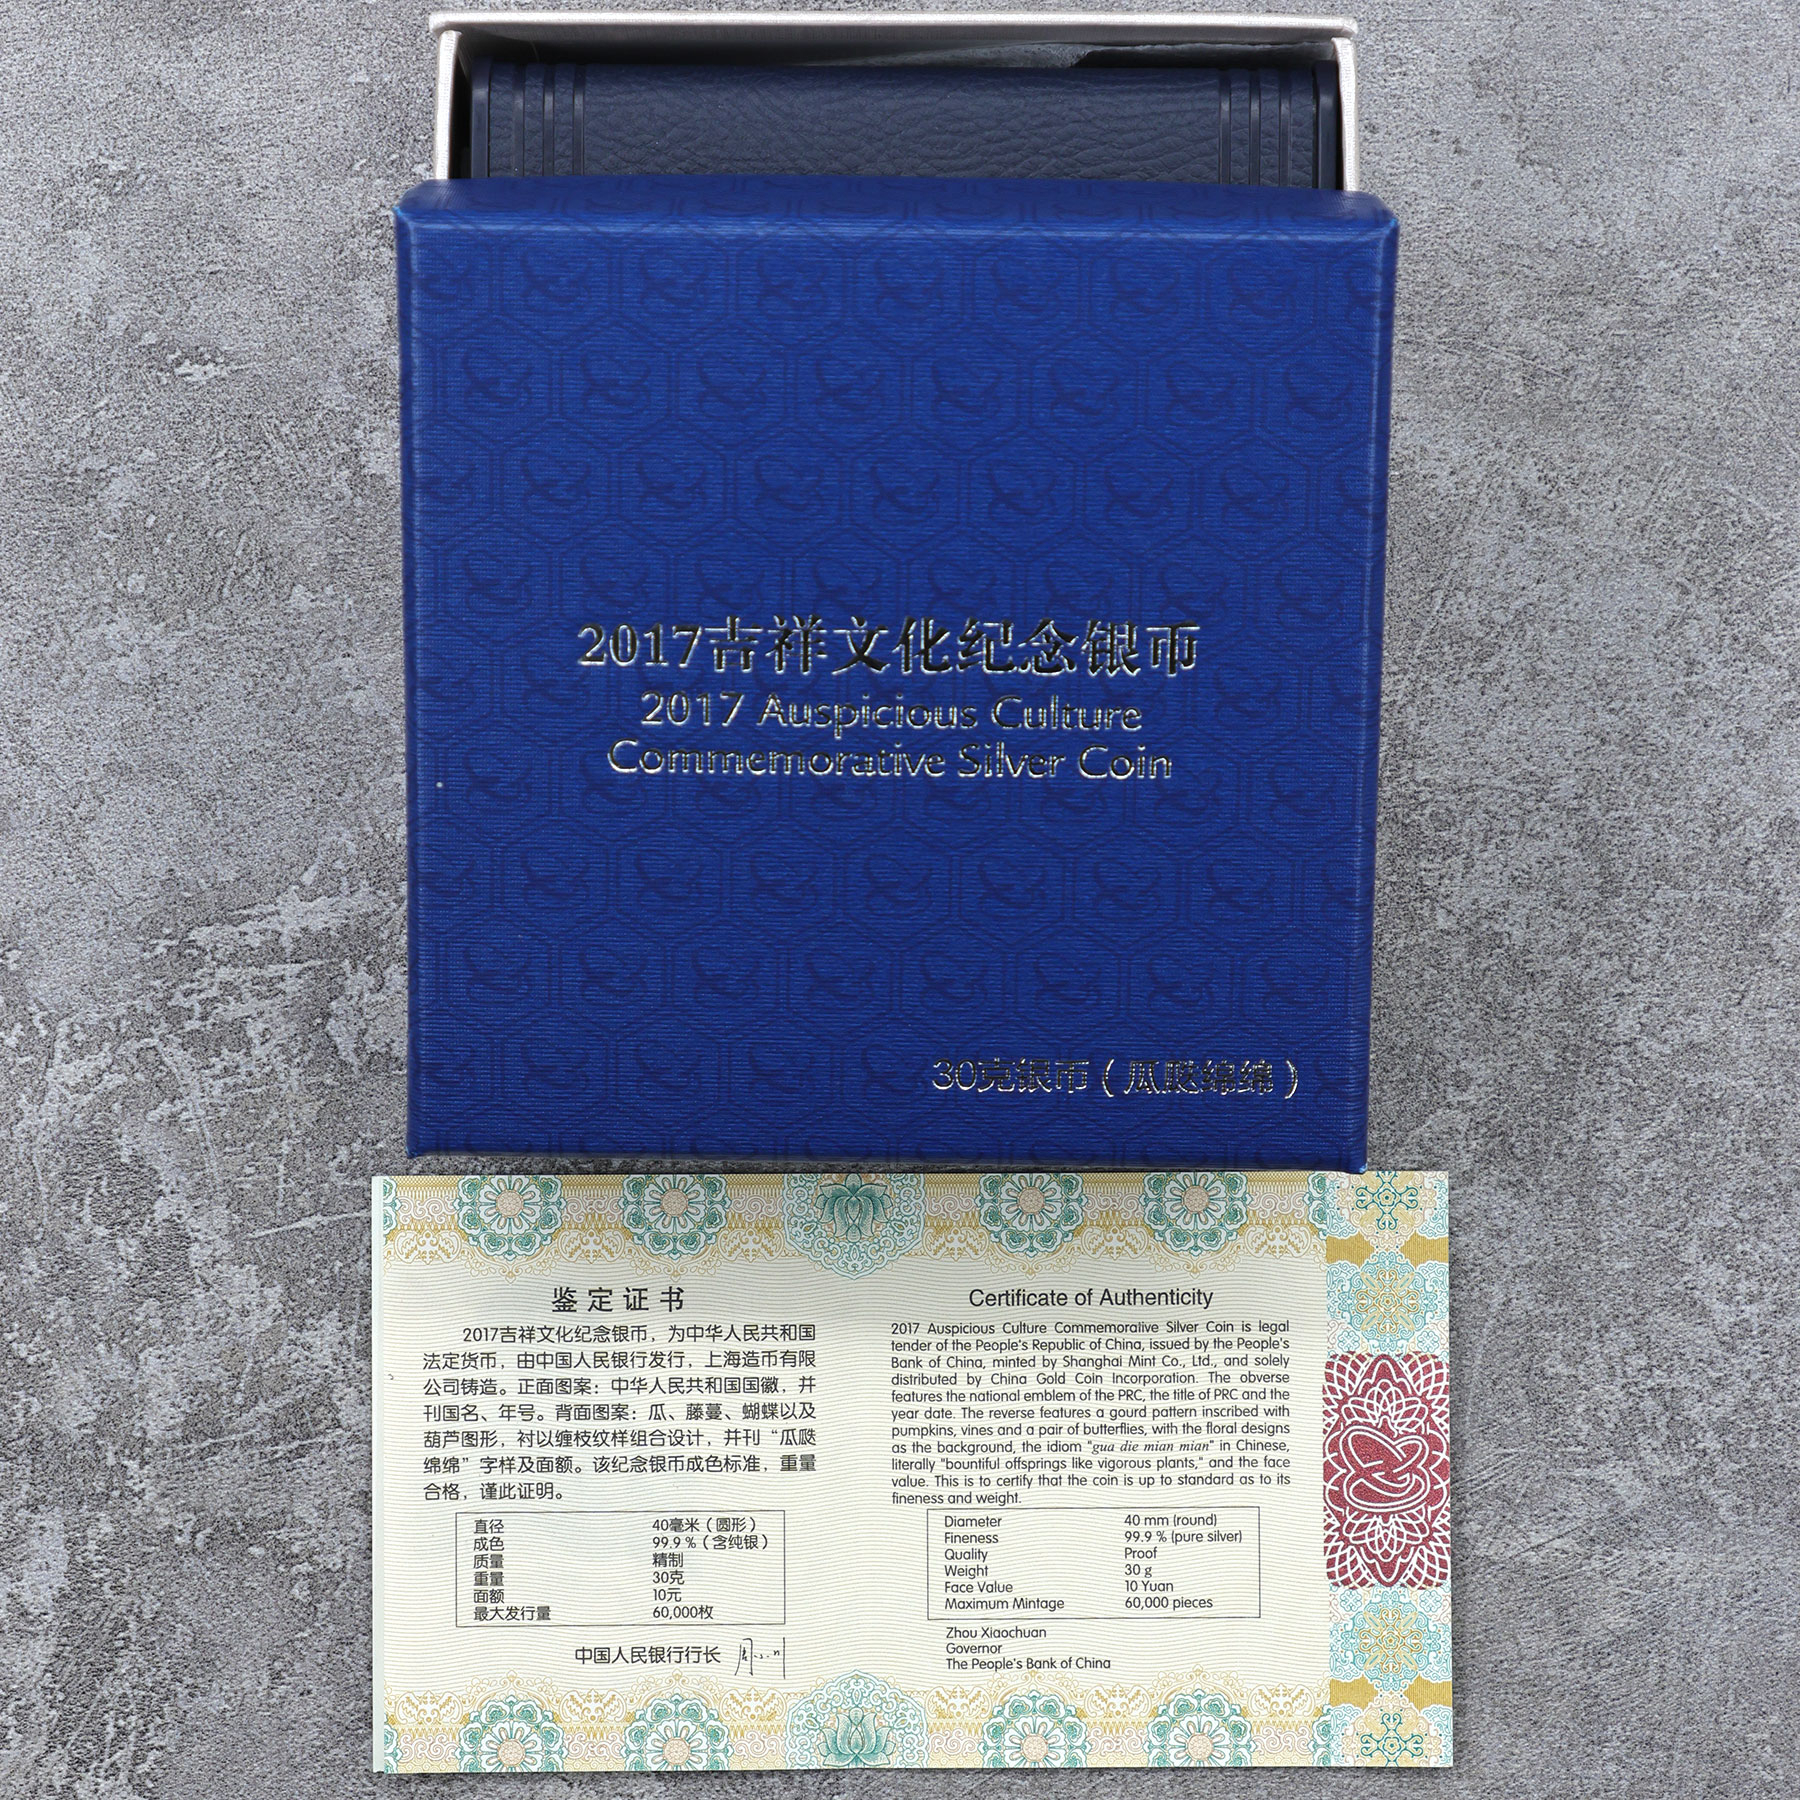 2017吉祥文化纪念银币
2017 Auspicious Culture
Commemorative Silver Coin
30克银币(瓜瓞绵绵)
鉴定证书
2017吉祥文化纪念银币，为中华人民共和国
法定货币，由中国人民银行发行，上海造币有限
公司铸造。正面图案：中华人民共和国国徽，并
刊国名、年号。背面图案：瓜、藤蔓、蝴蝶以及
葫芦图形，衬以缠枝纹样组合设计，并刊“瓜瓞
绵绵”字样及面额。该纪念银币成色标准，重量
合格，谨此证明。
直径 40毫米(圆形)
成色 99.9%(含纯银)
质量 精制
重量 30克
面额 10元
最大发行量 60,000枚
中国人民银行行长 周小川
Certificate of Authenticity
2017 Auspicious Culture Commemorative Silver Coin is legal
tender of the People's Republic of China, issued by the People's
Bank of China, minted by Shanghai Mint Co., Ltd., and solely
distributed by China Gold Coin Incorporation. The obverse
features the national emblem of the PRC, the title of PRC and the
year date. The reverse features a gourd pattern inscribed with
pumpkins, vines and a pair of butterflies, with the floral designs
as the background, the idiom "gua die mian mian" in Chinese,
literally "bountiful offsprings like vigorous plants," and the face
value. This is to certify that the coin is up to standard as to its
fineness and weight.
Diameter 40 mm (round)
Fineness 99.9 % (pure silver)
Quality Proof
Weight 30 g
Face Value 10 Yuan
Maximum Mintage 60,000 pieces
Zhou Xiaochuan
Governor
The People's Bank of China